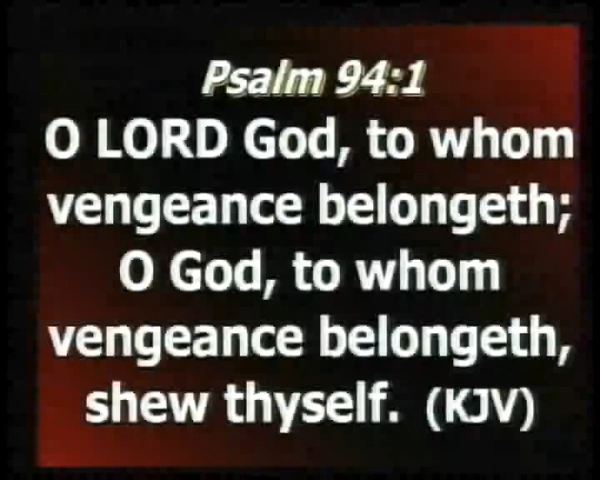 Psalm 94:1
O LORD God, to whom
vengeance belongeth;
O God, to whom
vengeance belongeth,
shew thyself. (KJV)